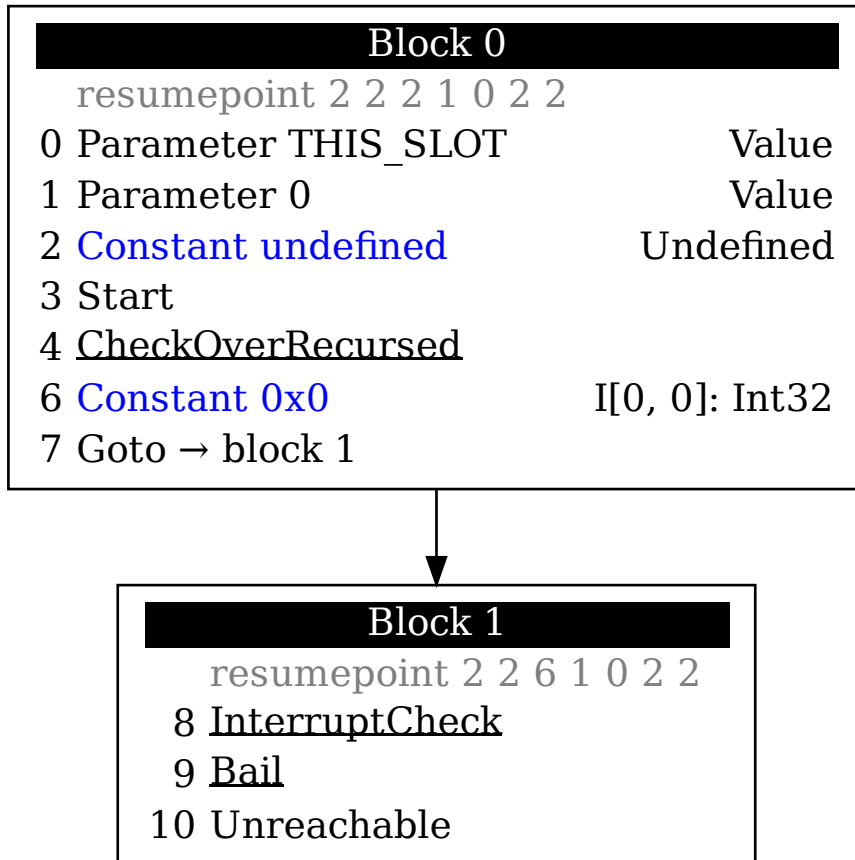 Block 0
resumepoint 2 2 2 1 0 2 2
0 Parameter THIS_SLOT Value
1 Parameter 0 Value
2 Constant undefined Undefined
3 Start
4 CheckOverRecursed
6 Constant 0x0 I[0, 0]: Int32
7 Goto → block 1
Block 1
resumepoint 2 2 6 1 0 2 2
8 InterruptCheck
9 Bail
10 Unreachable